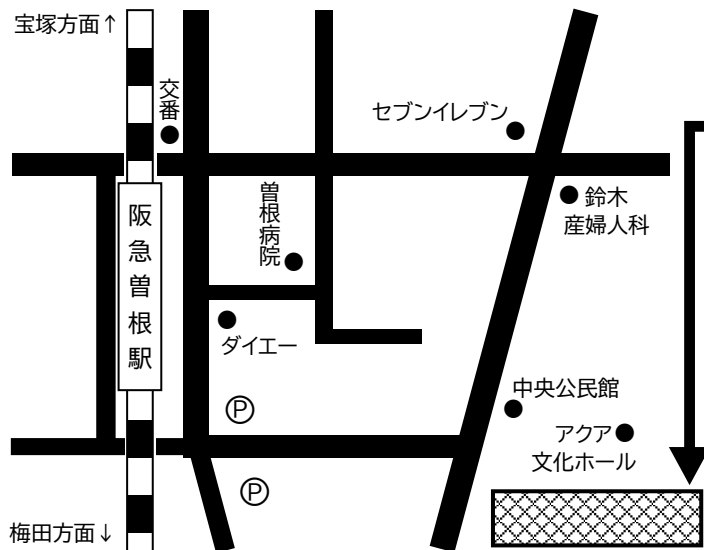 宝塚方面↑
交番
セブンイレブン
曽根病院
鈴木
産婦人科
阪急曽根駅
ダイエー
中央公民館
Ⓟ
アクア
文化ホール
Ⓟ
梅田方面↓